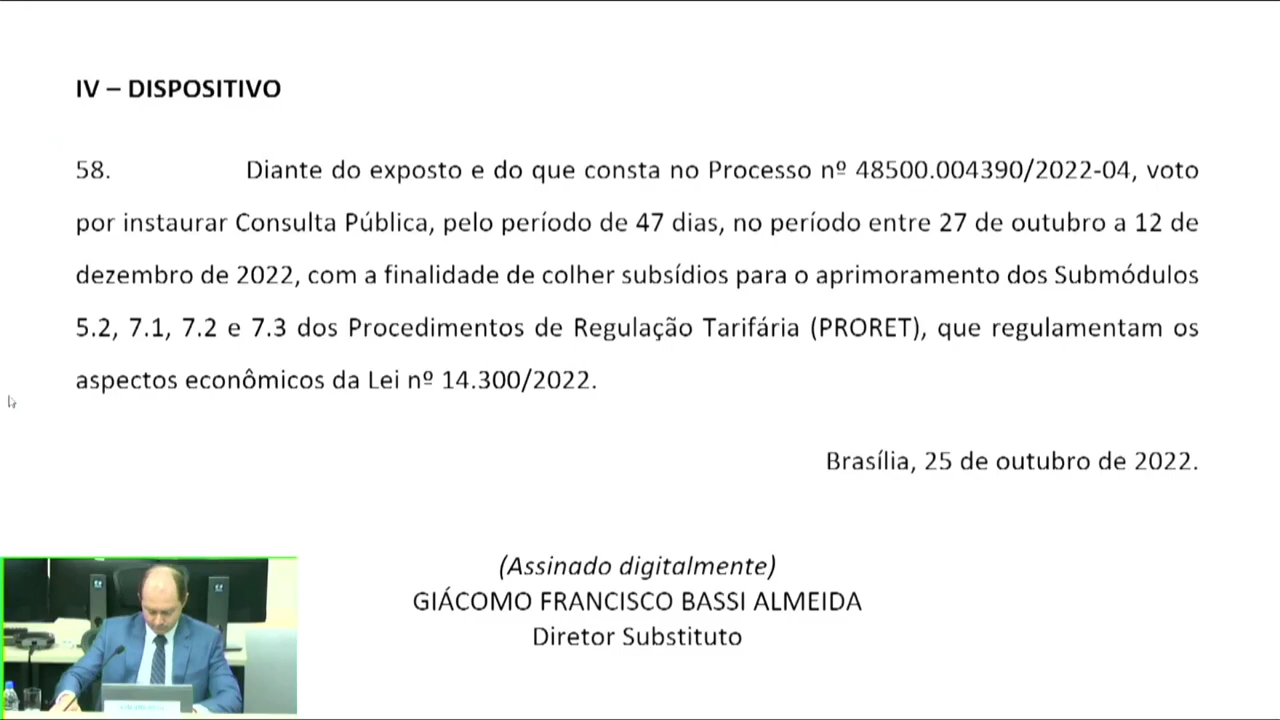 IV – DISPOSITIVO
58. Diante do exposto e do que consta no Processo nº 48500.004390/2022-04, voto
por instaurar Consulta Pública, pelo período de 47 dias, no período entre 27 de outubro a 12 de
dezembro de 2022, com a finalidade de colher subsídios para o aprimoramento dos Submódulos
5.2, 7.1, 7.2 e 7.3 dos Procedimentos de Regulação Tarifária (PRORET), que regulamentam os
aspectos econômicos da Lei nº 14.300/2022.
Brasília, 25 de outubro de 2022.
(Assinado digitalmente)
GIÁCOMO FRANCISCO BASSI ALMEIDA
Diretor Substituto